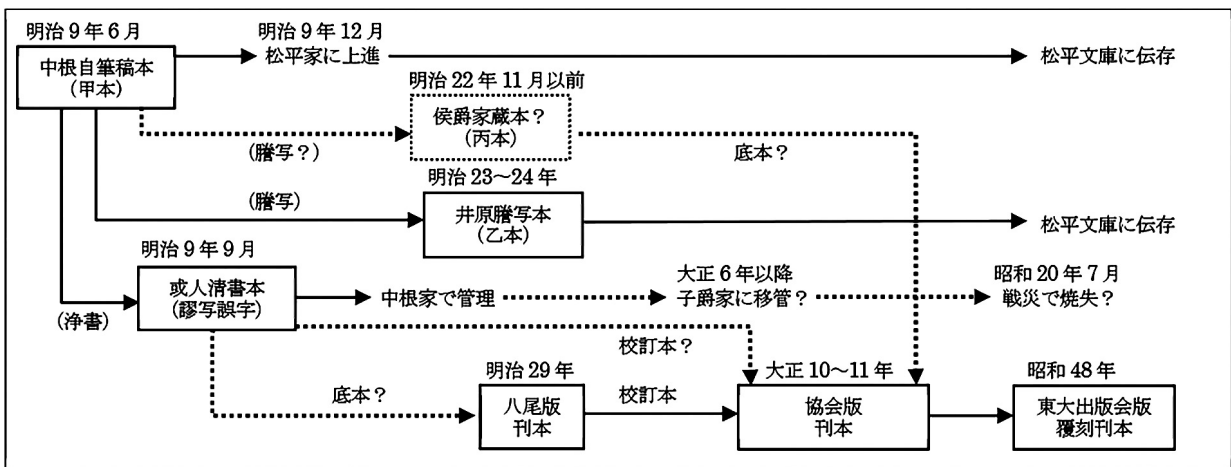 明治9年6月
中根自筆稿本
(甲本)
明治9年12月
松平家に上進
松平文庫に伝存
明治22年11月以前
侯爵家蔵本？
(丙本)
(謄写？)
底本？
明治23～24年
(謄写)
井原謄写本
(乙本)
松平文庫に伝存
明治9年9月
或人清書本
(謬写誤字)
(浄書)
中根家で管理
大正6年以降
子爵家に移管？
昭和20年7月
戦災で焼失？
校訂本？
底本？
明治29年
八尾版
刊本
校訂本
大正10～11年
協会版
刊本
昭和48年
東大出版会版
覆刻刊本